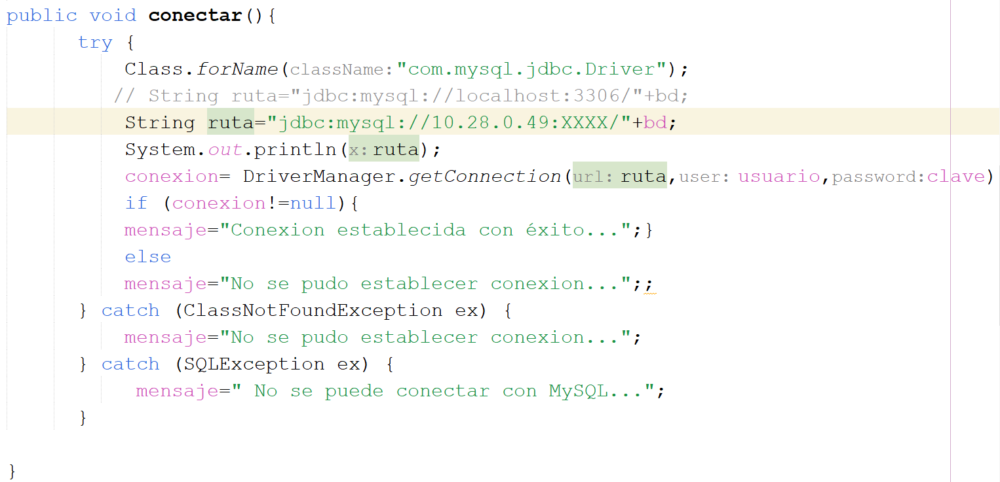 public void conectar(){
try {
Class.forName(className:"com.mysql.jdbc.Driver");
// String ruta="jdbc:mysql://localhost:3306/"+bd;
String ruta="jdbc:mysql://10.28.0.49:XXXX/"+bd;
System.out.println(x: ruta);
conexion= DriverManager.getConnection(url: ruta,user: usuario,password:clave)
if (conexion!=null){
mensaje="Conexion establecida con éxito...";}
else
mensaje="No se pudo establecer conexion...";;
} catch (ClassNotFoundException ex) {
mensaje="No se pudo establecer conexion...";
} catch (SQLException ex) {
mensaje=" No se puede conectar con MySQL...";
}
}